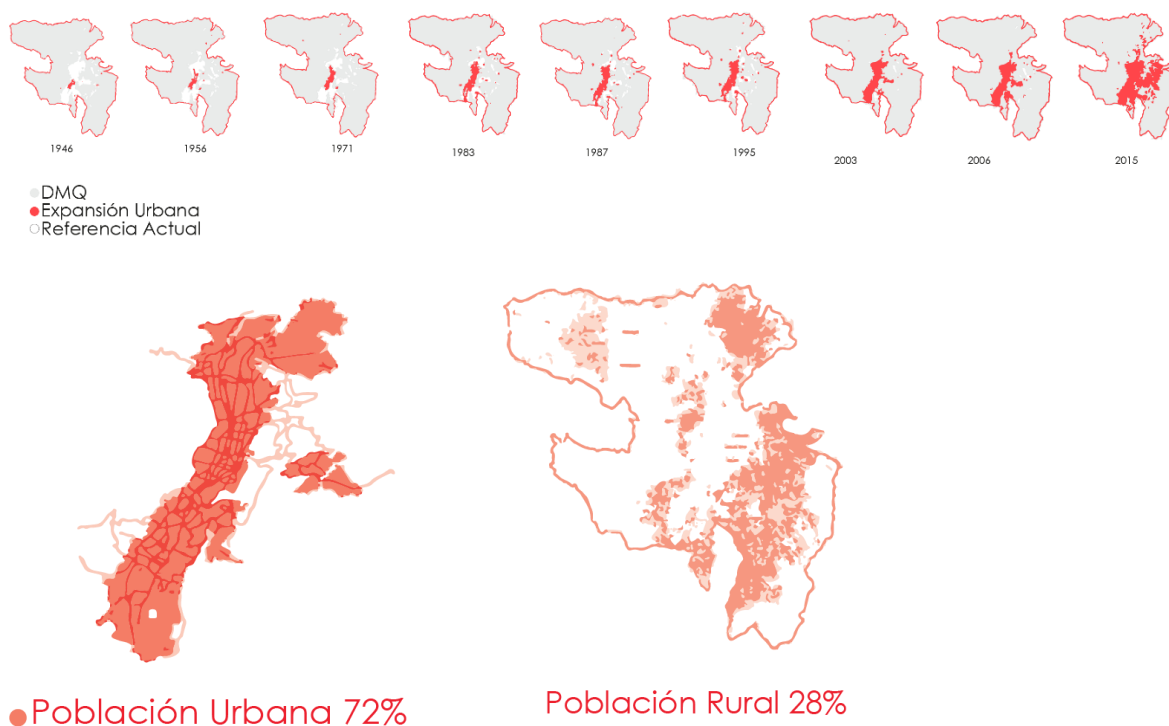 1946
1956
1971
1983
1987
1995
2003
2006
2015
DMQ
Expansión Urbana
Referencia Actual
Población Urbana 72%
Población Rural 28%